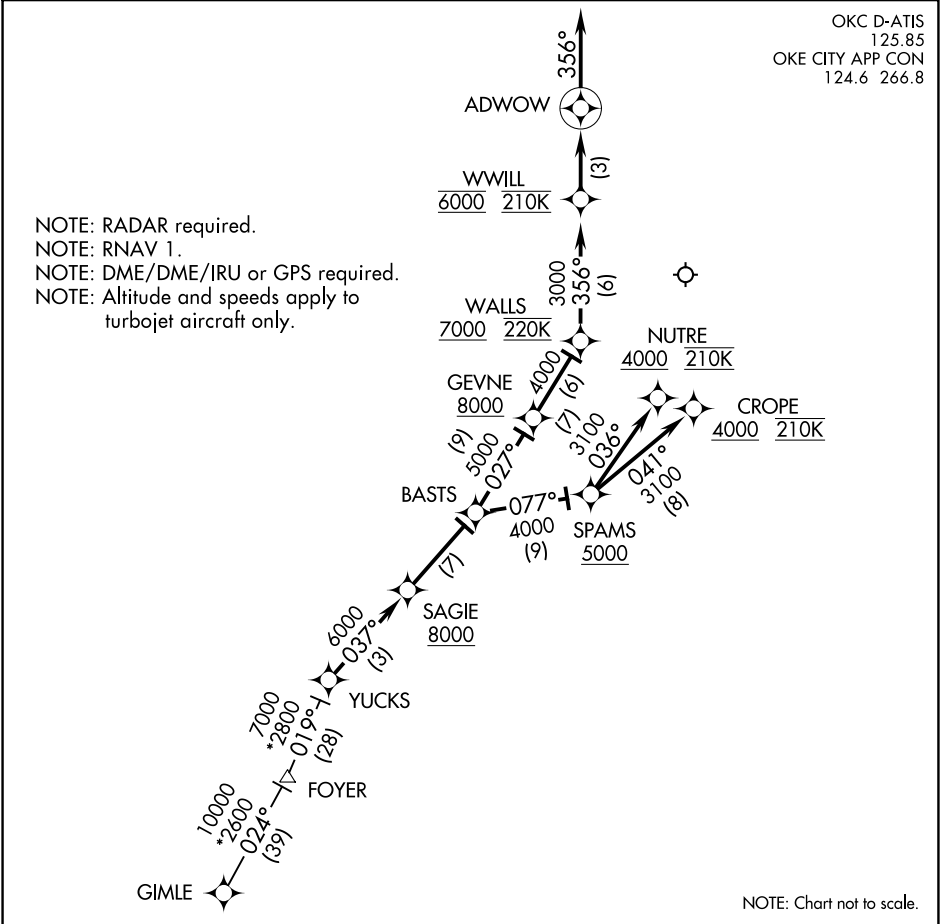 OKC D-ATIS
125.85
OKE CITY APP CON
124.6 266.8
356°
ADWOW
(3)
WWILL
6000 210K
NOTE: RADAR required.
NOTE: RNAV 1.
NOTE: DME/DME/IRU or GPS required.
NOTE: Altitude and speeds apply to
turbojet aircraft only.
3000
356°
(6)
WALLS
7000 220K
NUTRE
4000 210K
4000
(6)
GEVNE
8000
CROPE
4000 210K
(7)
3100
036°
041°
3100
(8)
(9)
5000
027°
BASTS
077°
4000
(9)
SPAMS
5000
(7)
SAGIE
8000
6000
037°
(3)
YUCKS
7000
*2800
019°
(28)
FOYER
10000
*2600
024°
(39)
GIMLE
NOTE: Chart not to scale.